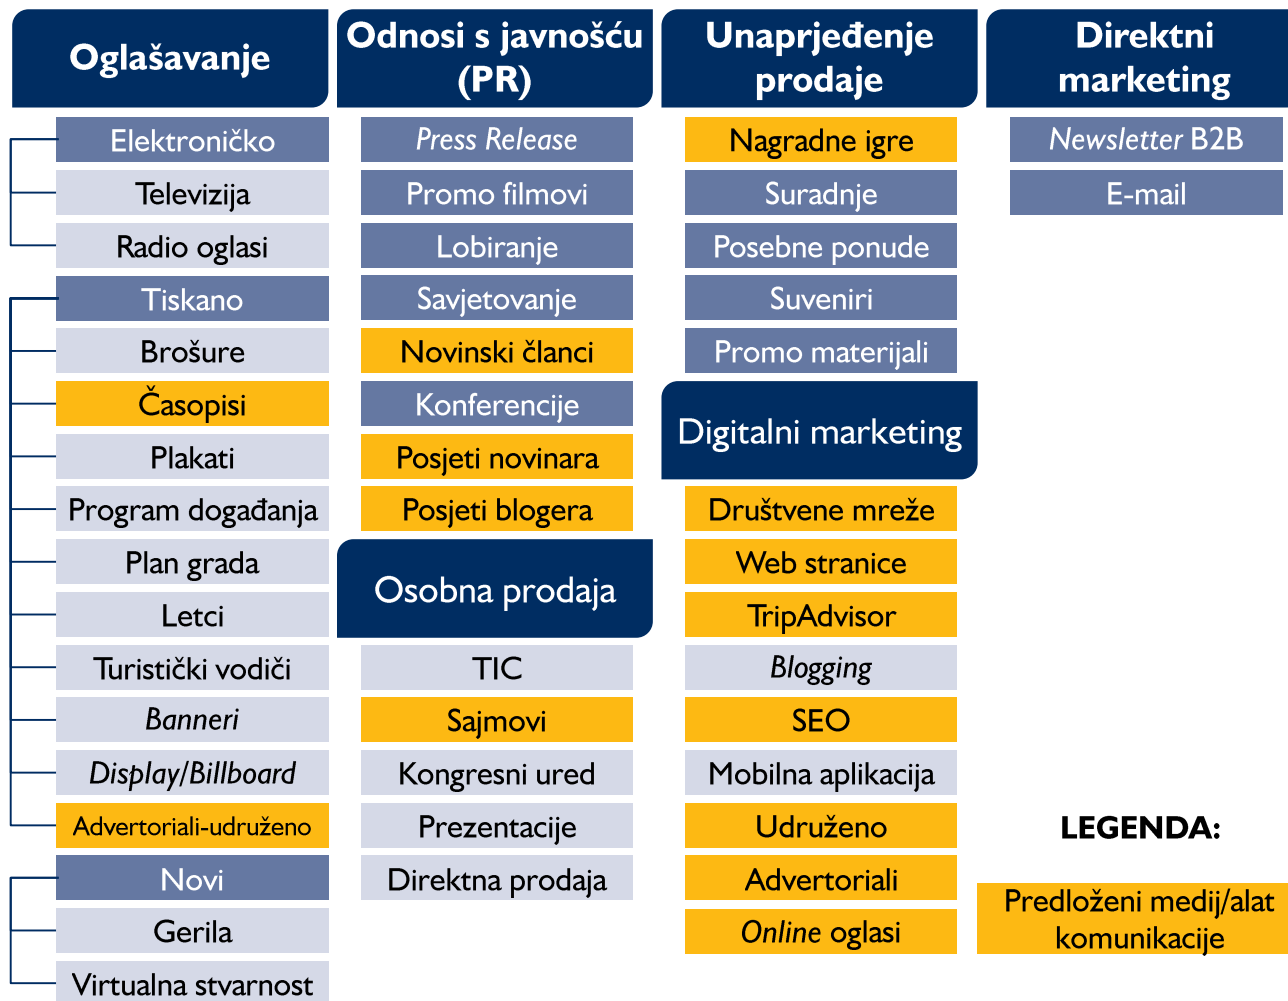 Oglašavanje
Elektroničko
Televizija
Radio oglasi
Tiskano
Brošure
Časopisi
Plakati
Program događanja
Plan grada
Letci
Turistički vodiči
Banneri
Display/Billboard
Advertoriali-udruženo
Novi
Gerila
Virtualna stvarnost
Odnosi s javnošću
(PR)
Press Release
Promo filmovi
Lobiranje
Savjetovanje
Novinski članci
Konferencije
Posjeti novinara
Posjeti blogera
Osobna prodaja
TIC
Sajmovi
Kongresni ured
Prezentacije
Direktna prodaja
Unaprjeđenje
prodaje
Nagradne igre
Suradnje
Posebne ponude
Suveniri
Promo materijali
Digitalni marketing
Društvene mreže
Web stranice
TripAdvisor
Blogging
SEO
Mobilna aplikacija
Udruženo
Advertoriali
Online oglasi
Direktni
marketing
Newsletter B2B
E-mail
LEGENDA:
Predloženi medij/alat
komunikacije